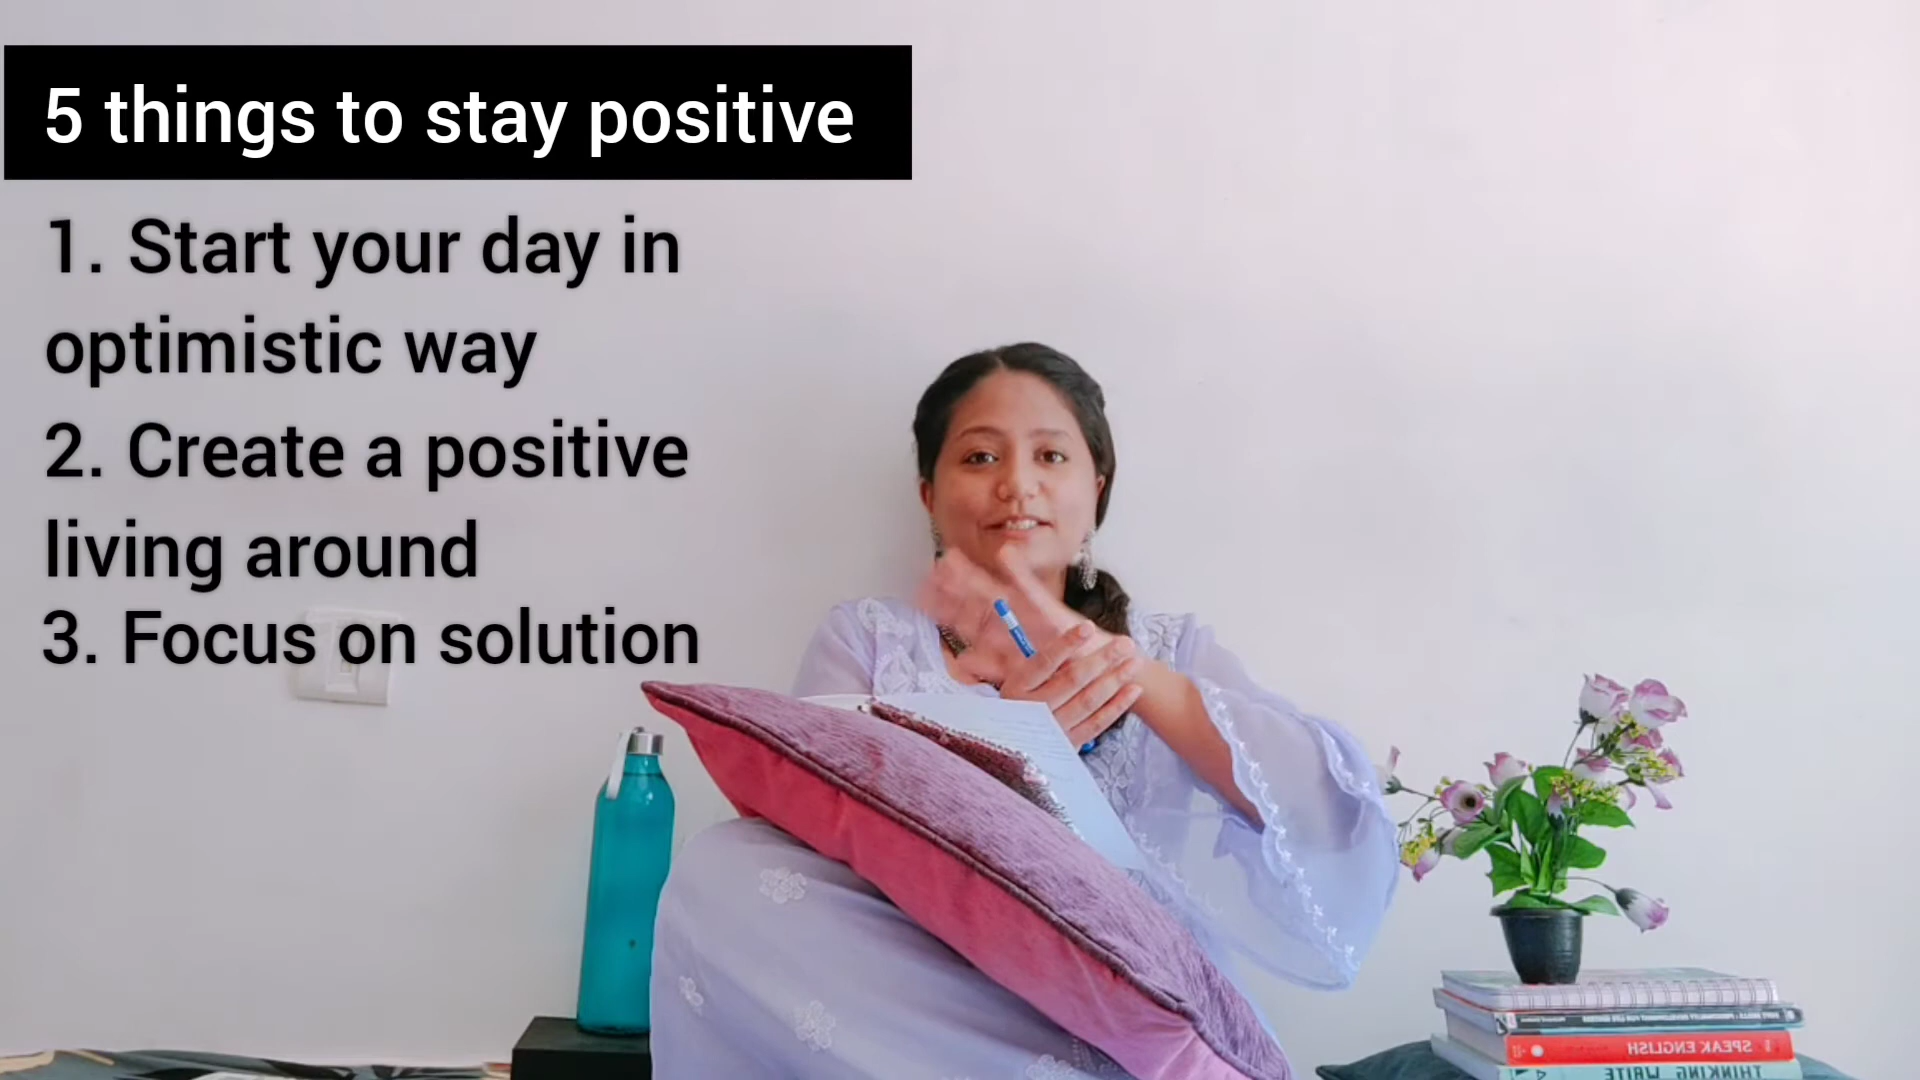 5 things to stay positive
1. Start your day in
optimistic way
2. Create a positive
living around
3. Focus on solution
SPEAK ENGLISH
THINKING WRITE